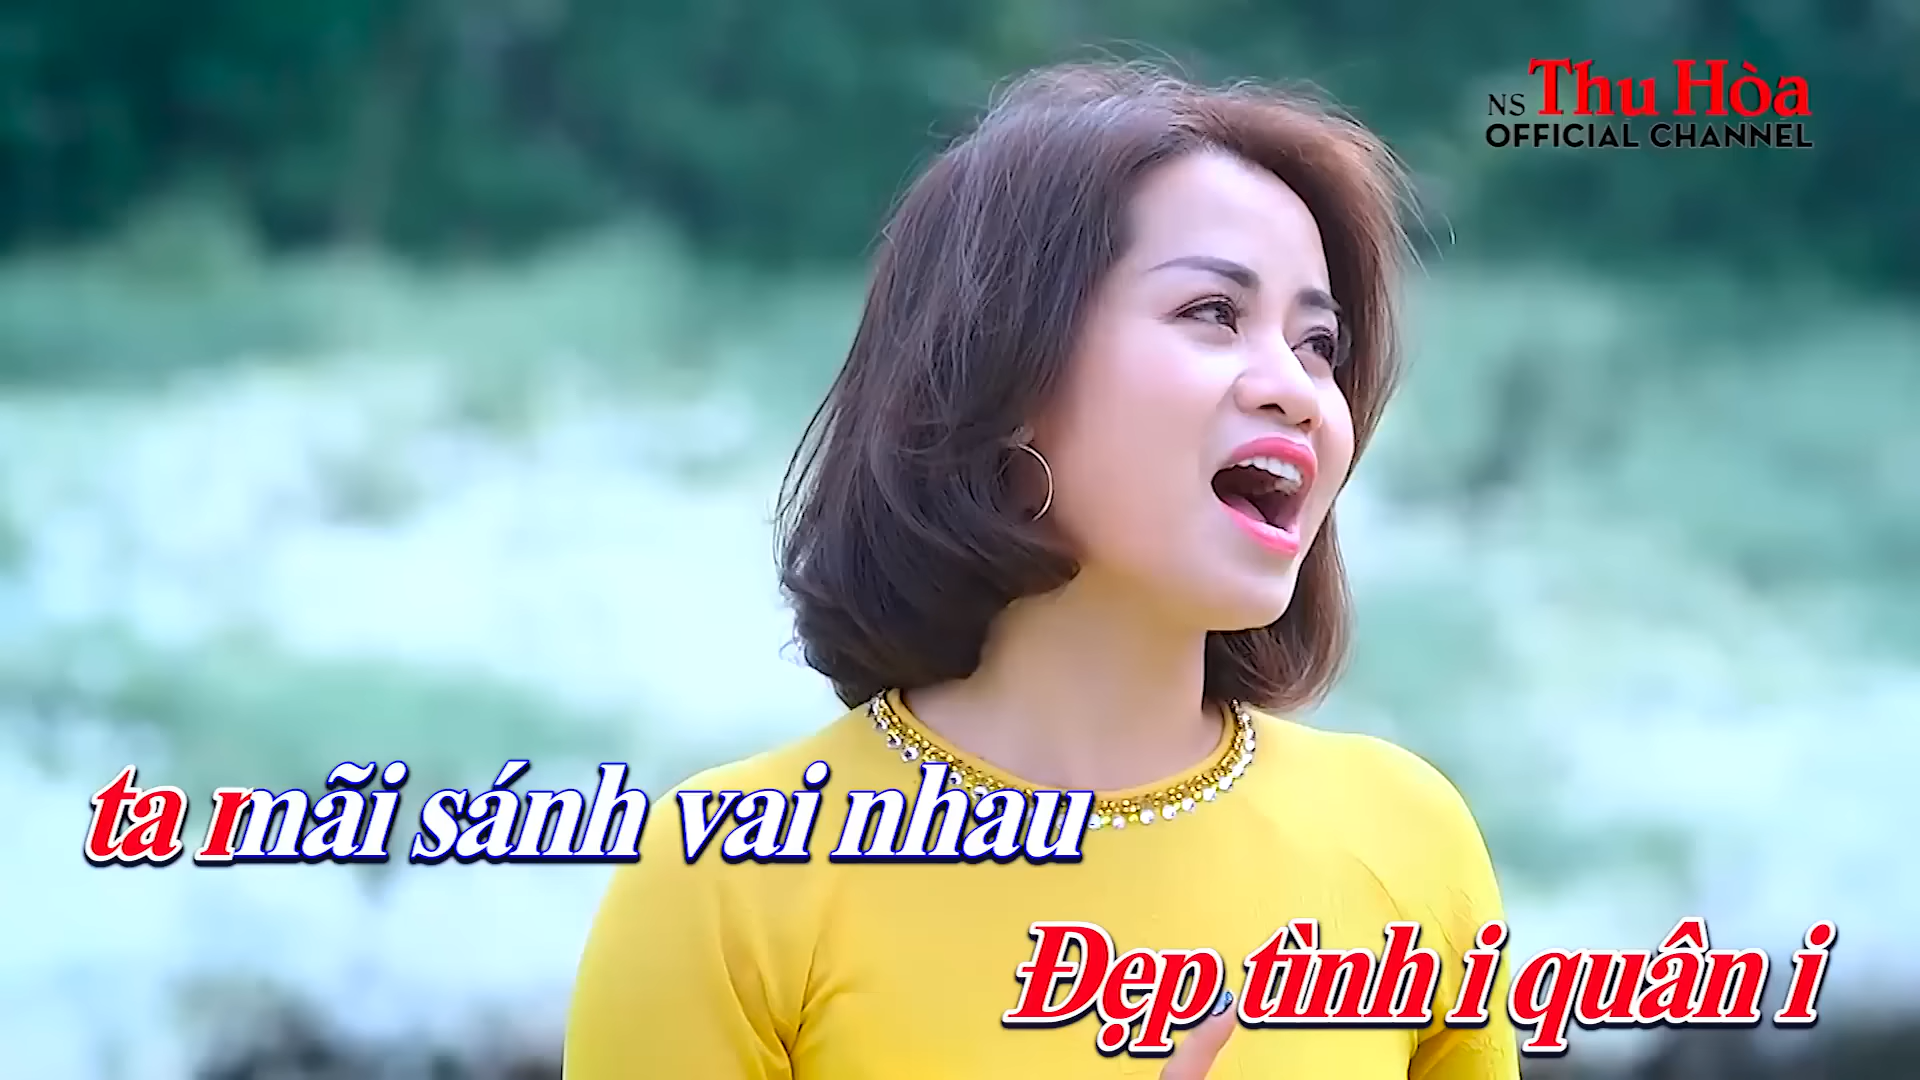 NS Thu Hòa
OFFICIAL CHANNEL
ta mãi sánh vai nhau
Đẹp tình i quân i